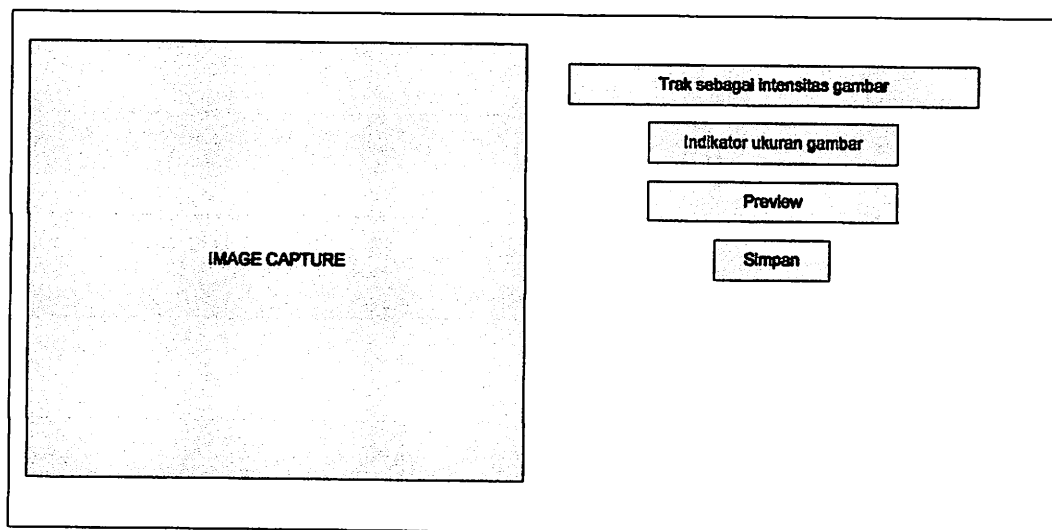 Trak sebagai intensitas gambar
Indikator ukuran gambar
Preview
IMAGE CAPTURE
Simpan